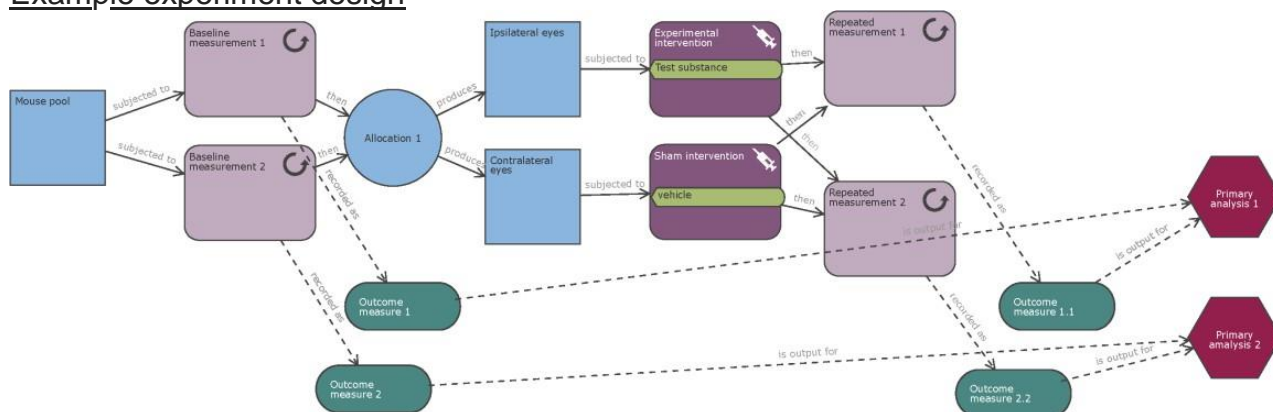 Example experiment design
Mouse pool
subjected to
subjected to
Baseline
measurement 1
Baseline
measurement 2
then
then
recorded as
recorded as
Allocation 1
produces
produces
Ipsilateral eyes
Contralateral
eyes
subjected to
subjected to
Experimental
intervention
Test substance
Sham intervention
vehicle
then
then
then
then
Repeated
measurement 1
Repeated
measurement 2
recorded as
recorded as
Outcome
measure 1
is output for
Outcome
measure 2
is output for
Outcome
measure 1.1
is output for
Outcome
measure 2.2
is output for
Primary
analysis 1
Primary
amalysis 2